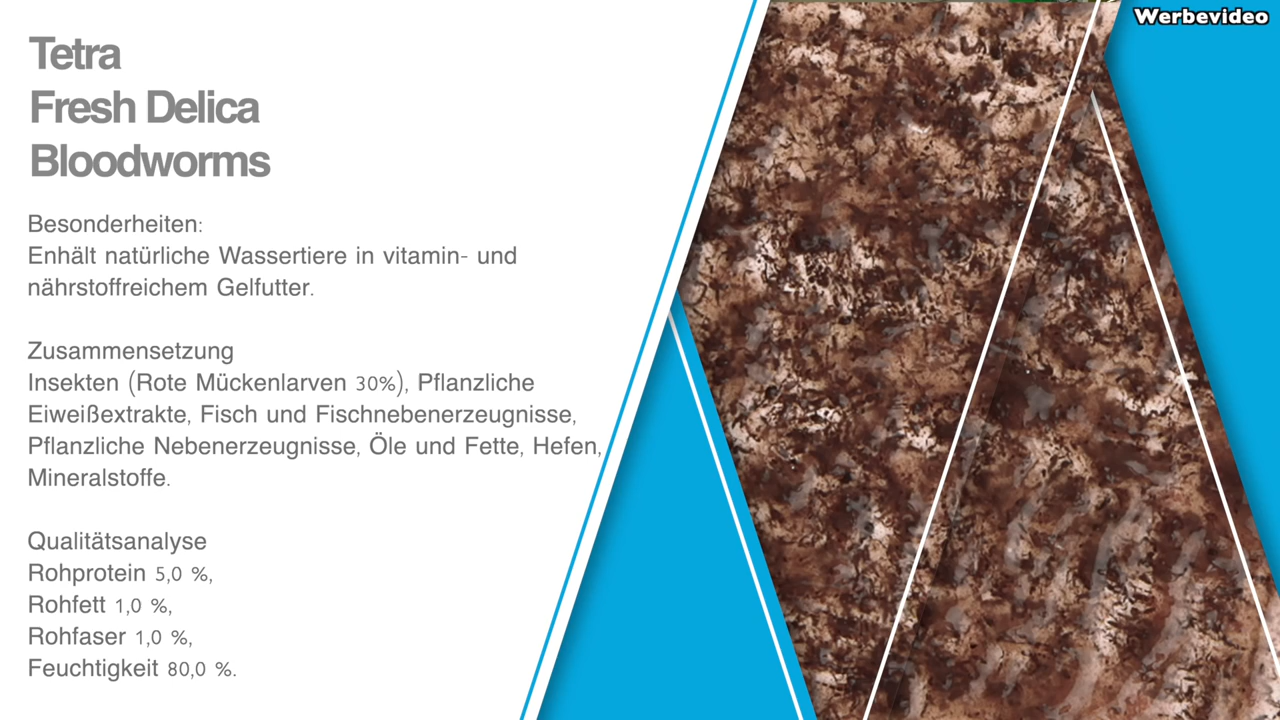 Werbevideo
Tetra
Fresh Delica
Bloodworms
Besonderheiten:
Enhält natürliche Wassertiere in vitamin- und
nährstoffreichem Gelfutter.
Zusammensetzung
Insekten (Rote Mückenlarven 30%), Pflanzliche
Eiweißextrakte, Fisch und Fischnebenerzeugnisse,
Pflanzliche Nebenerzeugnisse, Öle und Fette, Hefen,
Mineralstoffe.
Qualitätsanalyse
Rohprotein 5,0 %,
Rohfett 1,0 %,
Rohfaser 1,0 %,
Feuchtigkeit 80,0 %.